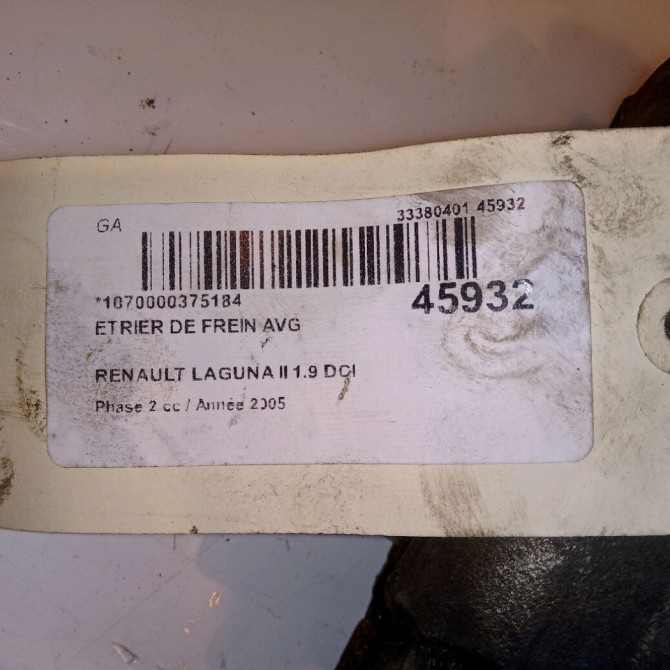 GA
33380401 45932
*1070000375184
45932
ETRIER DE FREIN AVG
RENAULT LAGUNA II 1.9 DCI
Phase 2 cc / Année 2005